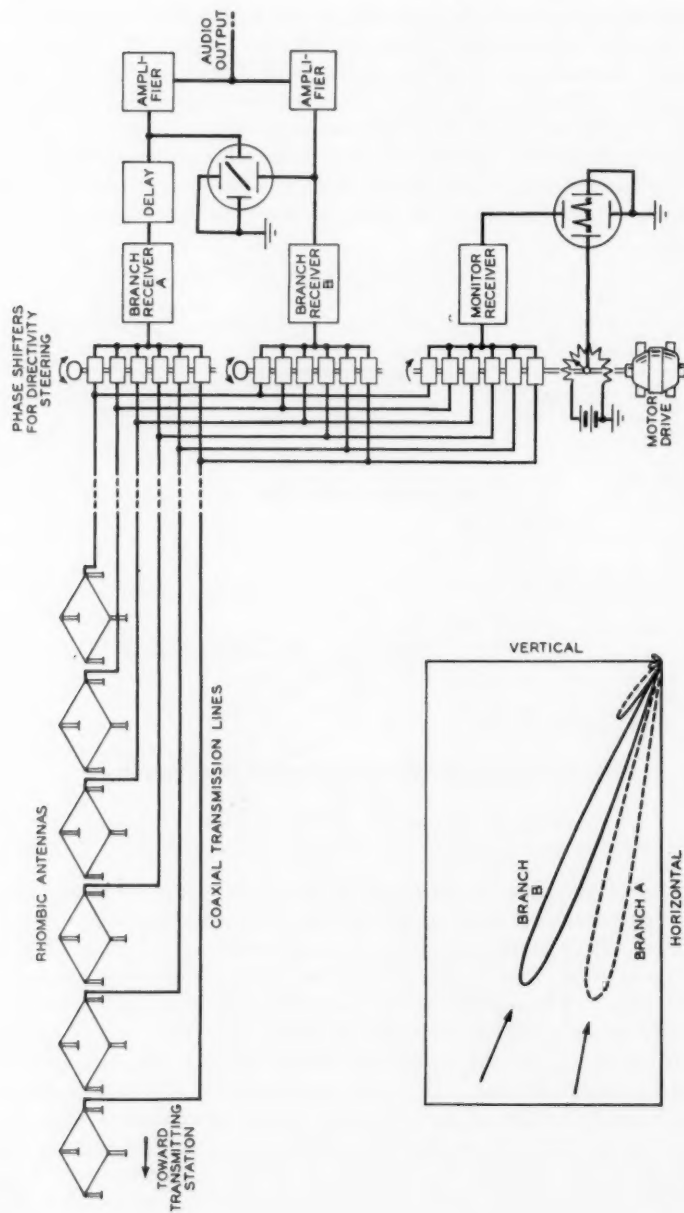 RHOMBIC ANTENNAS
TOWARD
TRANSMITTING
STATION
COAXIAL TRANSMISSION LINES
PHASE SHIFTERS
FOR DIRECTIVITY
STEERING
BRANCH
RECEIVER
A
DELAY
AMPLI-
FIER
AUDIO
OUTPUT
BRANCH
RECEIVER
B
AMPLI-
FIER
MONITOR
RECEIVER
MOTOR
DRIVE
VERTICAL
BRANCH
B
BRANCH A
HORIZONTAL